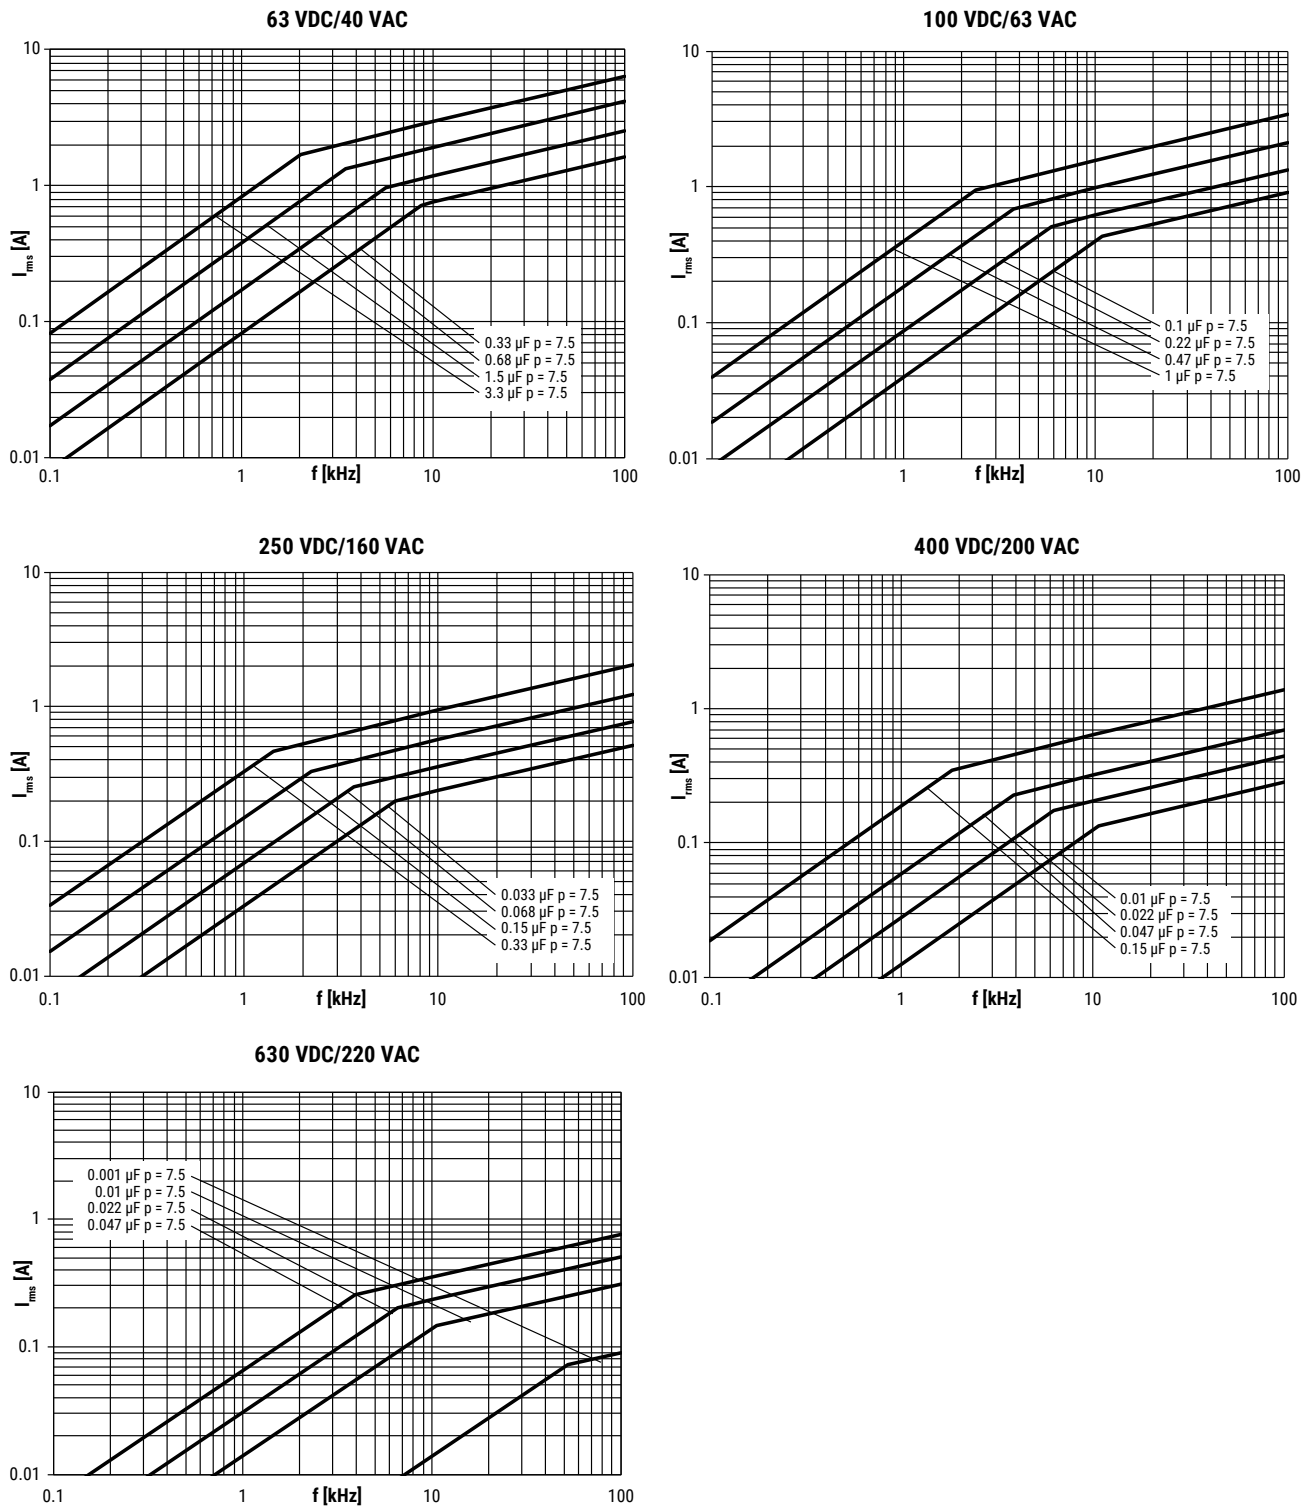 63 VDC/40 VAC
10
1
0.1
0.01
I rms [A]
0.33 µF p = 7.5
0.68 µF p = 7.5
1.5 µF p = 7.5
3.3 µF p = 7.5
0.1
1
f [kHz]
10
100
100 VDC/63 VAC
10
1
0.1
0.01
I rms [A]
0.1 µF p = 7.5
0.22 µF p = 7.5
0.47 µF p = 7.5
1 µF p = 7.5
1
f [kHz]
10
100
250 VDC/160 VAC
10
1
0.1
0.01
I rms [A]
0.033 µF p = 7.5
0.068 µF p = 7.5
0.15 µF p = 7.5
0.33 µF p = 7.5
0.1
1
f [kHz]
10
100
400 VDC/200 VAC
10
1
0.1
0.01
I rms [A]
0.01 µF p = 7.5
0.022 µF p = 7.5
0.047 µF p = 7.5
0.15 µF p = 7.5
0.1
1
f [kHz]
10
100
630 VDC/220 VAC
10
1
0.1
0.01
I rms [A]
0.001 µF p = 7.5
0.01 µF p = 7.5
0.022 µF p = 7.5
0.047 µF p = 7.5
0.1
1
f [kHz]
10
100